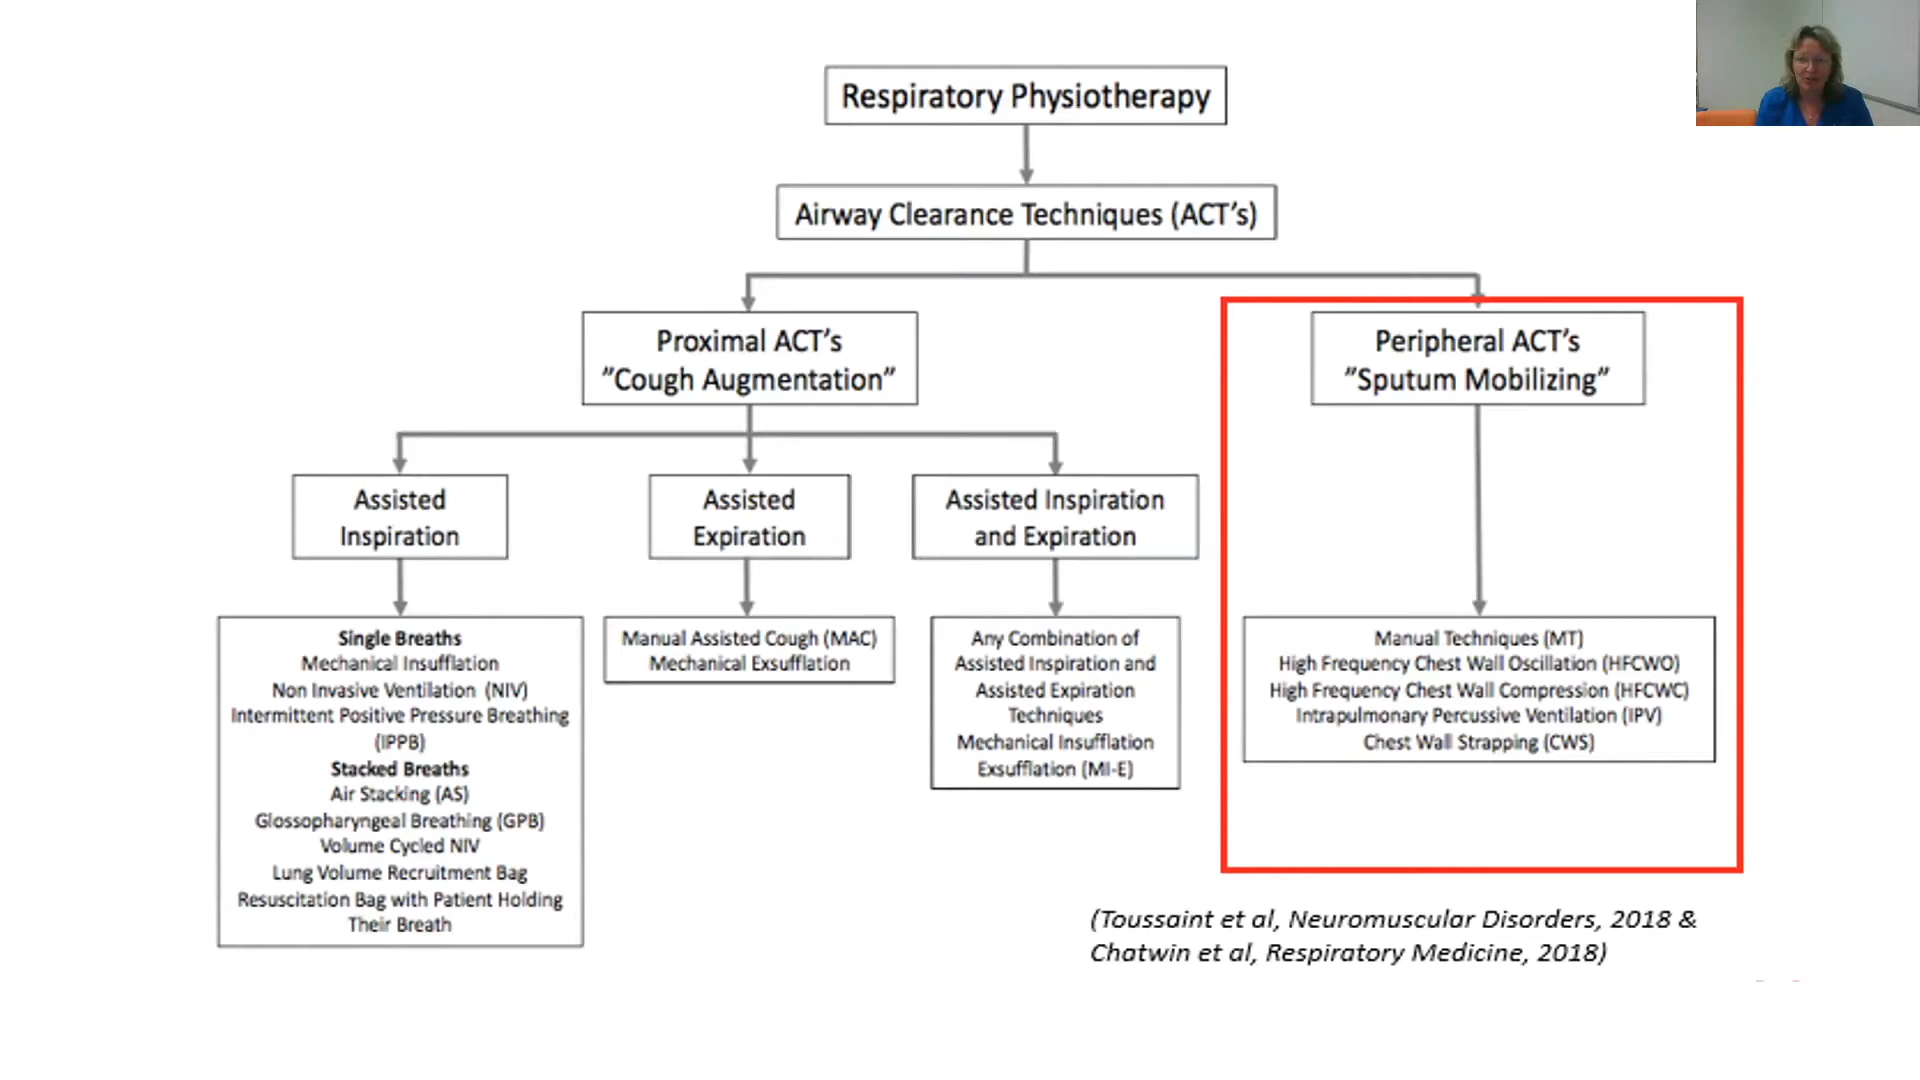 Respiratory Physiotherapy
Airway Clearance Techniques (ACT's)
Proximal ACT's
"Cough Augmentation"
Peripheral ACT's
"Sputum Mobilizing"
Assisted
Inspiration
Assisted
Expiration
Assisted Inspiration
and Expiration
Single Breaths
Mechanical Insufflation
Non Invasive Ventilation (NIV)
Intermittent Positive Pressure Breathing
(IPPB)
Stacked Breaths
Air Stacking (AS)
Glossopharyngeal Breathing (GPB)
Volume Cycled NIV
Lung Volume Recruitment Bag
Resuscitation Bag with Patient Holding
Their Breath
Manual Assisted Cough (MAC)
Mechanical Exsufflation
Any Combination of
Assisted Inspiration and
Assisted Expiration
Techniques
Mechanical Insufflation
Exsufflation (MI-E)
Manual Techniques (MT)
High Frequency Chest Wall Oscillation (HFCWO)
High Frequency Chest Wall Compression (HFCWC)
Intrapulmonary Percussive Ventilation (IPV)
Chest Wall Strapping (CWS)
(Toussaint et al, Neuromuscular Disorders, 2018 &
Chatwin et al, Respiratory Medicine, 2018)